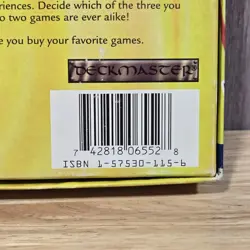 riences. Decide which of the three you
o two games are ever alike!
e you buy your favorite games.
DECKMASTER
7 42818 06552 8
ISBN 1-57530-115-6